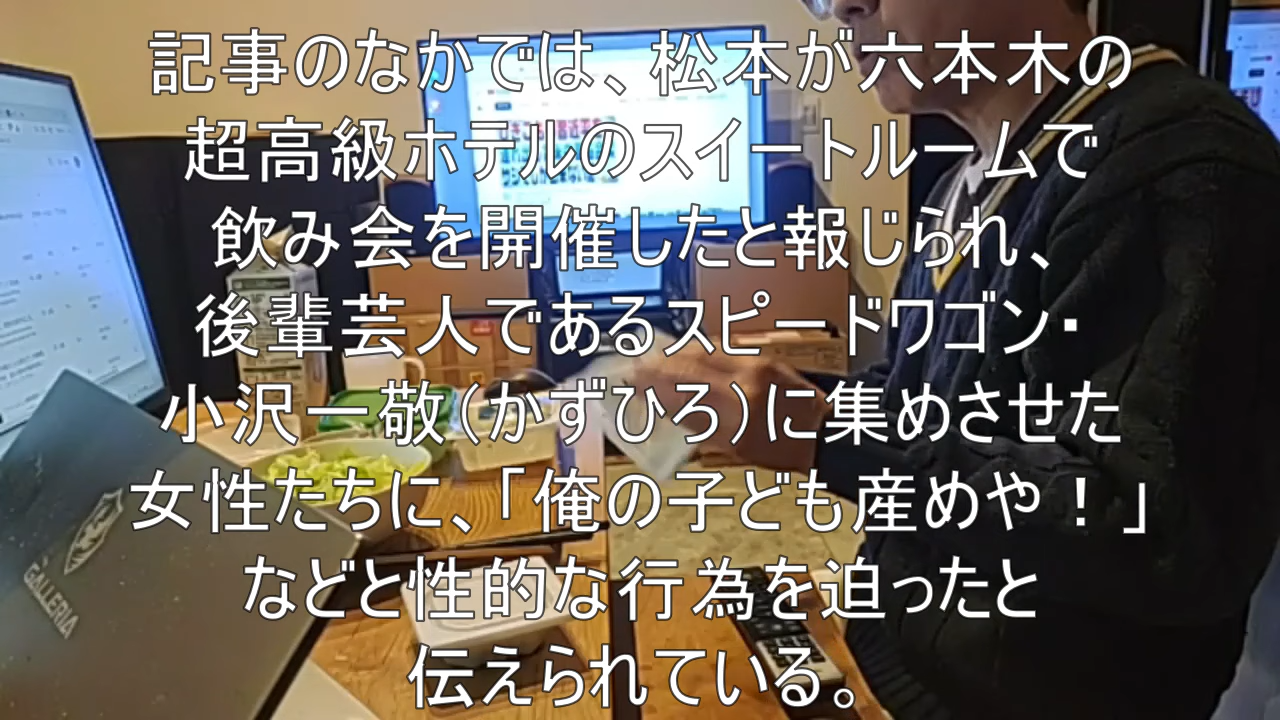 記事のなかでは、松本が六本木の
超高級ホテルのスイートルームで
飲み会を開催したと報じられ、
後輩芸人であるスピードワゴン・
小沢一敬（かずひろ）に集めさせた
女性たちに、「俺の子ども産めや！」
などと性的な行為を迫ったと
伝えられている。
GALLERIA